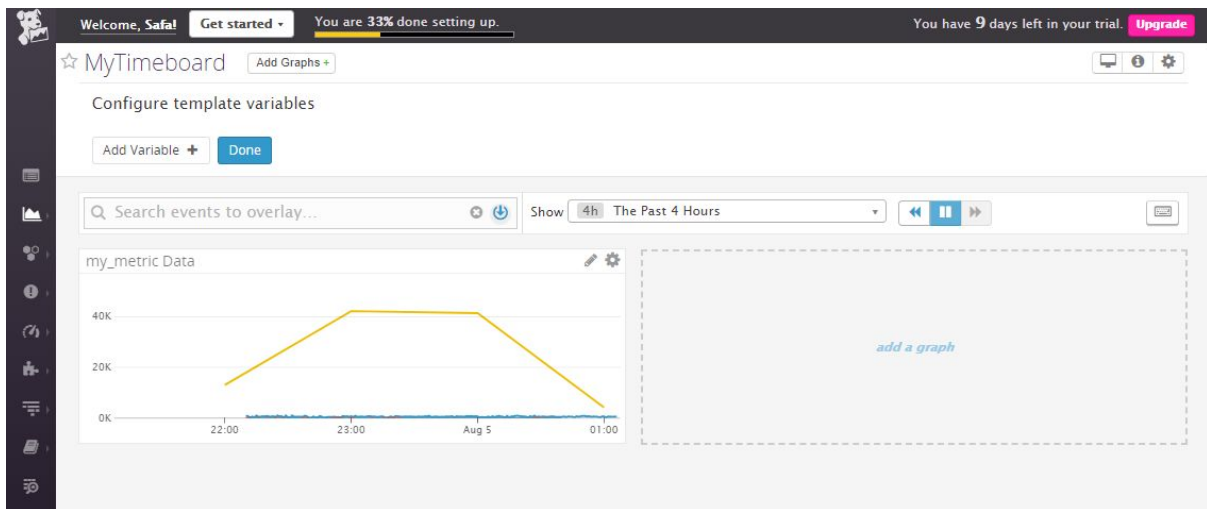 Welcome, Safa! Get started You are 33% done setting up. You have 9 days left in your trial. Upgrade
MyTimeboard Add Graphs +
Configure template variables
Add Variable + Done
Search events to overlay... Show 4h The Past 4 Hours
my_metric Data
40K
add a graph
20K
0K
22:00 23:00 Aug 5 01:00